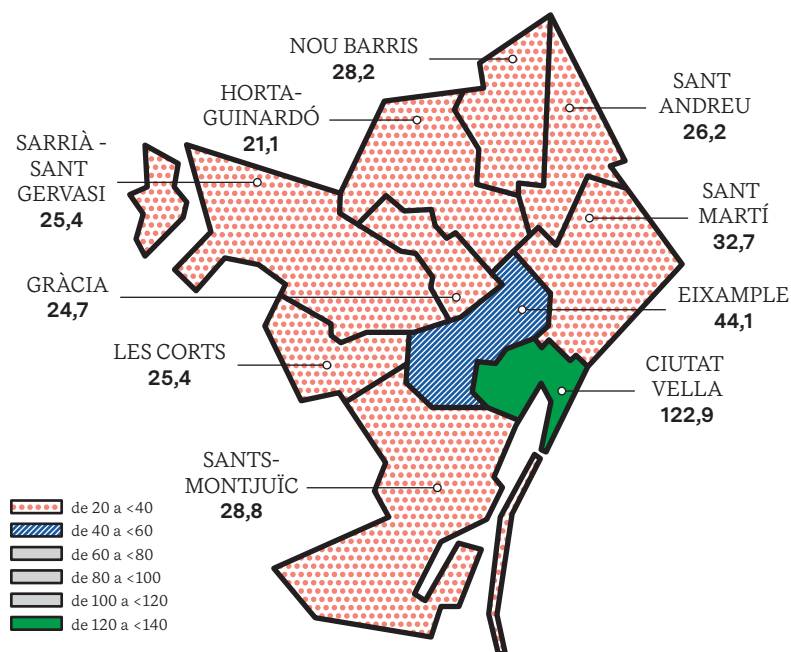 NOU BARRIS
28,2
HORTA-
GUINARDÓ
21,1
SANT
ANDREU
26,2
SARRIÀ -
SANT
GERVASI
25,4
SANT
MARTÍ
32,7
GRÀCIA
24,7
EIXAMPLE
44,1
LES CORTS
25,4
CIUTAT
VELLA
122,9
SANTS-
MONTJUÏC
28,8
de 20 a <40
de 40 a <60
de 60 a <80
de 80 a <100
de 100 a <120
de 120 a <140